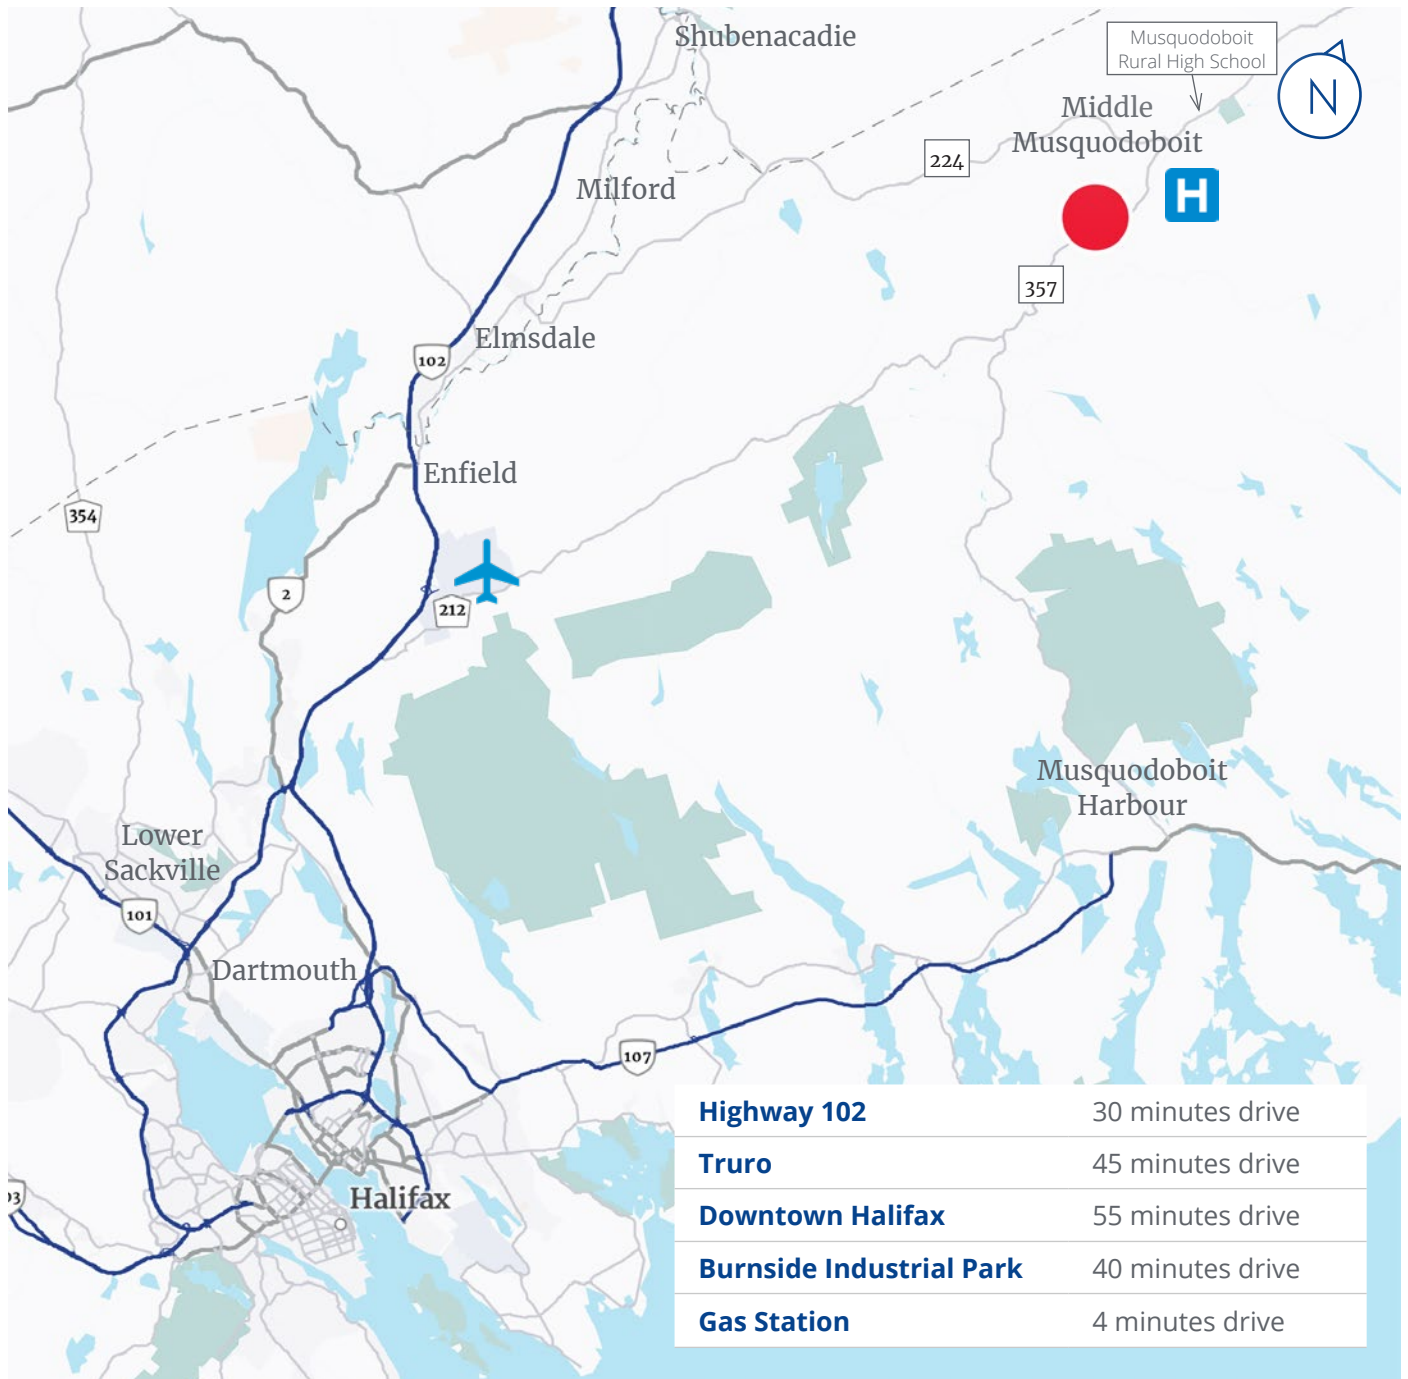 Shubenacadie
Musquodoboit
Rural High School
N
Middle
Musquodoboit
224
H
Milford
357
Elmsdale
102
Enfield
354
2
212
Musquodoboit
Harbour
Lower
Sackville
101
Dartmouth
107
03
Halifax
Highway 102 30 minutes drive
Truro 45 minutes drive
Downtown Halifax 55 minutes drive
Burnside Industrial Park 40 minutes drive
Gas Station 4 minutes drive